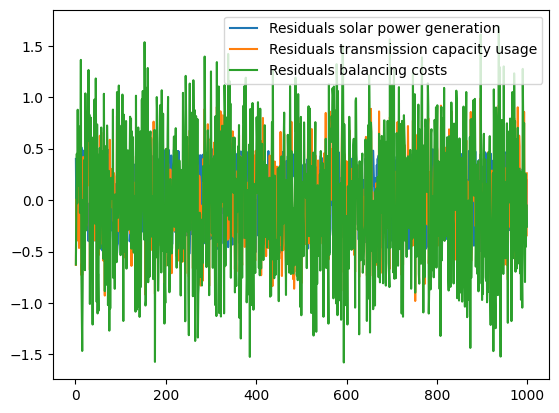 Residuals solar power generation
Residuals transmission capacity usage
Residuals balancing costs
1.5
1.0
0.5
0.0
−0.5
−1.0
−1.5
0 200 400 600 800 1000